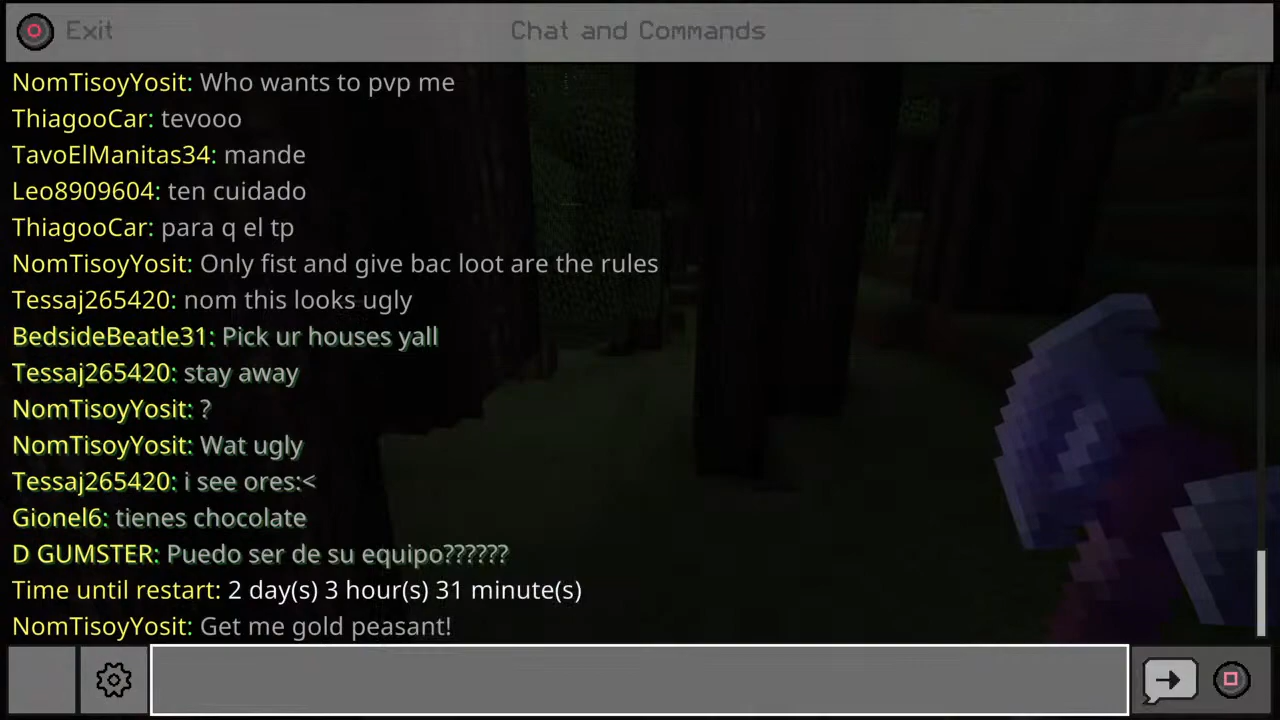 Exit
Chat and Commands
NomTisoyYosit: Who wants to pvp me
ThiagooCar: tevooo
TavoElManitas34: mande
Leo8909604: ten cuidado
ThiagooCar: para q el tp
NomTisoyYosit: Only fist and give bac loot are the rules
Tessaj265420: nom this looks ugly
BedsideBeatle31: Pick ur houses yall
Tessaj265420: stay away
NomTisoyYosit: ?
NomTisoyYosit: Wat ugly
Tessaj265420: i see ores:<
Gionel6: tienes chocolate
D GUMSTER: Puedo ser de su equipo??????
Time until restart: 2 day(s) 3 hour(s) 31 minute(s)
NomTisoyYosit: Get me gold peasant!